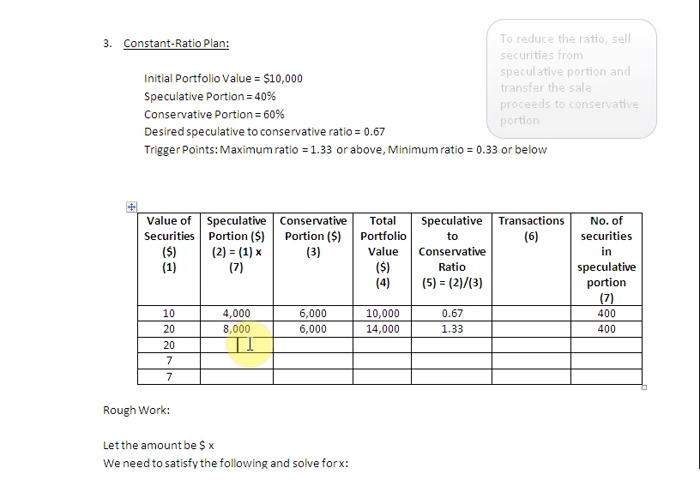 3. Constant-Ratio Plan:
To reduce the ratio, sell
securities from
speculative portion and
transfer the sale
proceeds to conservative
portion
Initial Portfolio Value = $10,000
Speculative Portion = 40%
Conservative Portion = 60%
Desired speculative to conservative ratio = 0.67
Trigger Points: Maximum ratio = 1.33 or above, Minimum ratio = 0.33 or below
Value of Securities ($) (1) Speculative Portion ($) (2) = (1) x (7) Conservative Portion ($) (3) Total Portfolio Value ($) (4) Speculative to Conservative Ratio (5) = (2)/(3) Transactions (6) No. of securities in speculative portion (7)
10 4,000 6,000 10,000 0.67 400
20 8,000 6,000 14,000 1.33 400
20
7
7
Rough Work:
Let the amount be $ x
We need to satisfy the following and solve for x: